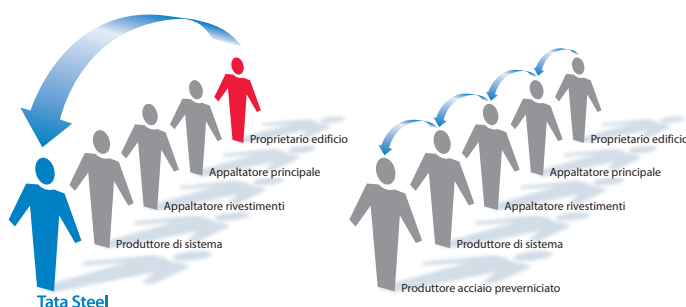 Proprietario edificio
Appaltatore principale
Appaltatore rivestimenti
Produttore di sistema
Tata Steel
Proprietario edificio
Appaltatore principale
Appaltatore rivestimenti
Produttore di sistema
Produttore acciaio preverniciato